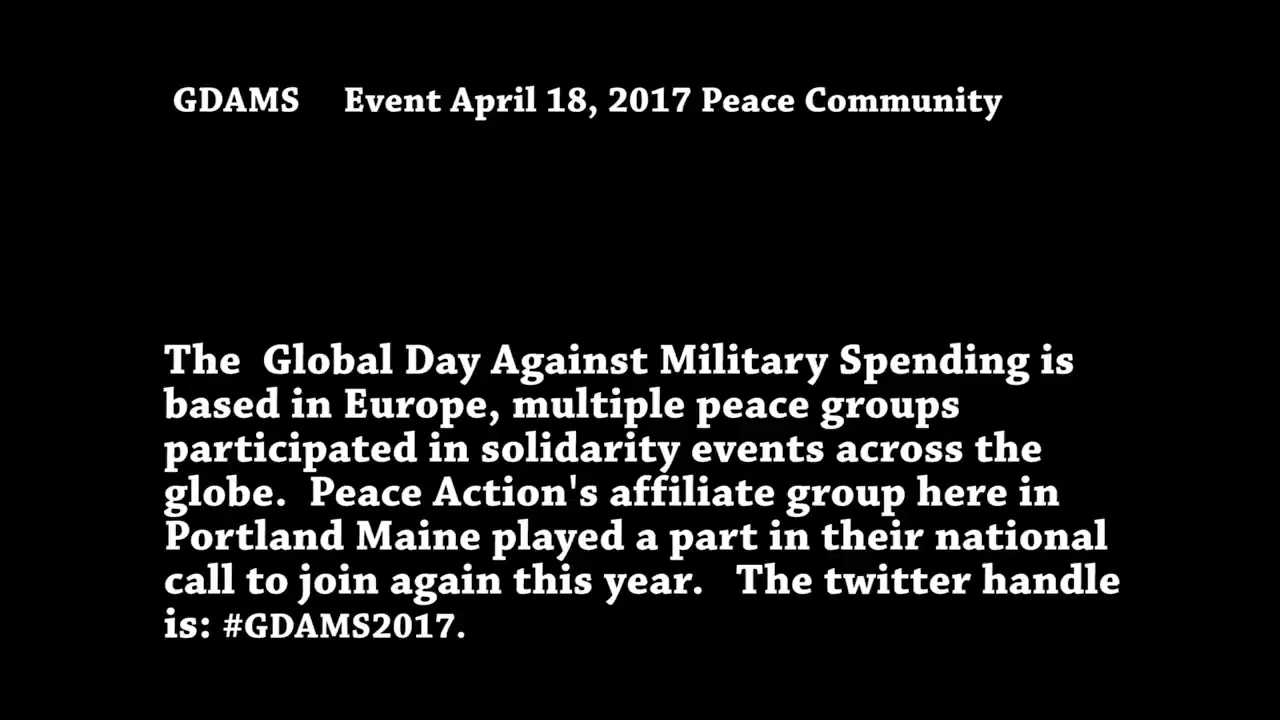 GDAMS Event April 18, 2017 Peace Community
The Global Day Against Military Spending is
based in Europe, multiple peace groups
participated in solidarity events across the
globe. Peace Action's affiliate group here in
Portland Maine played a part in their national
call to join again this year. The twitter handle
is: #GDAMS2017.